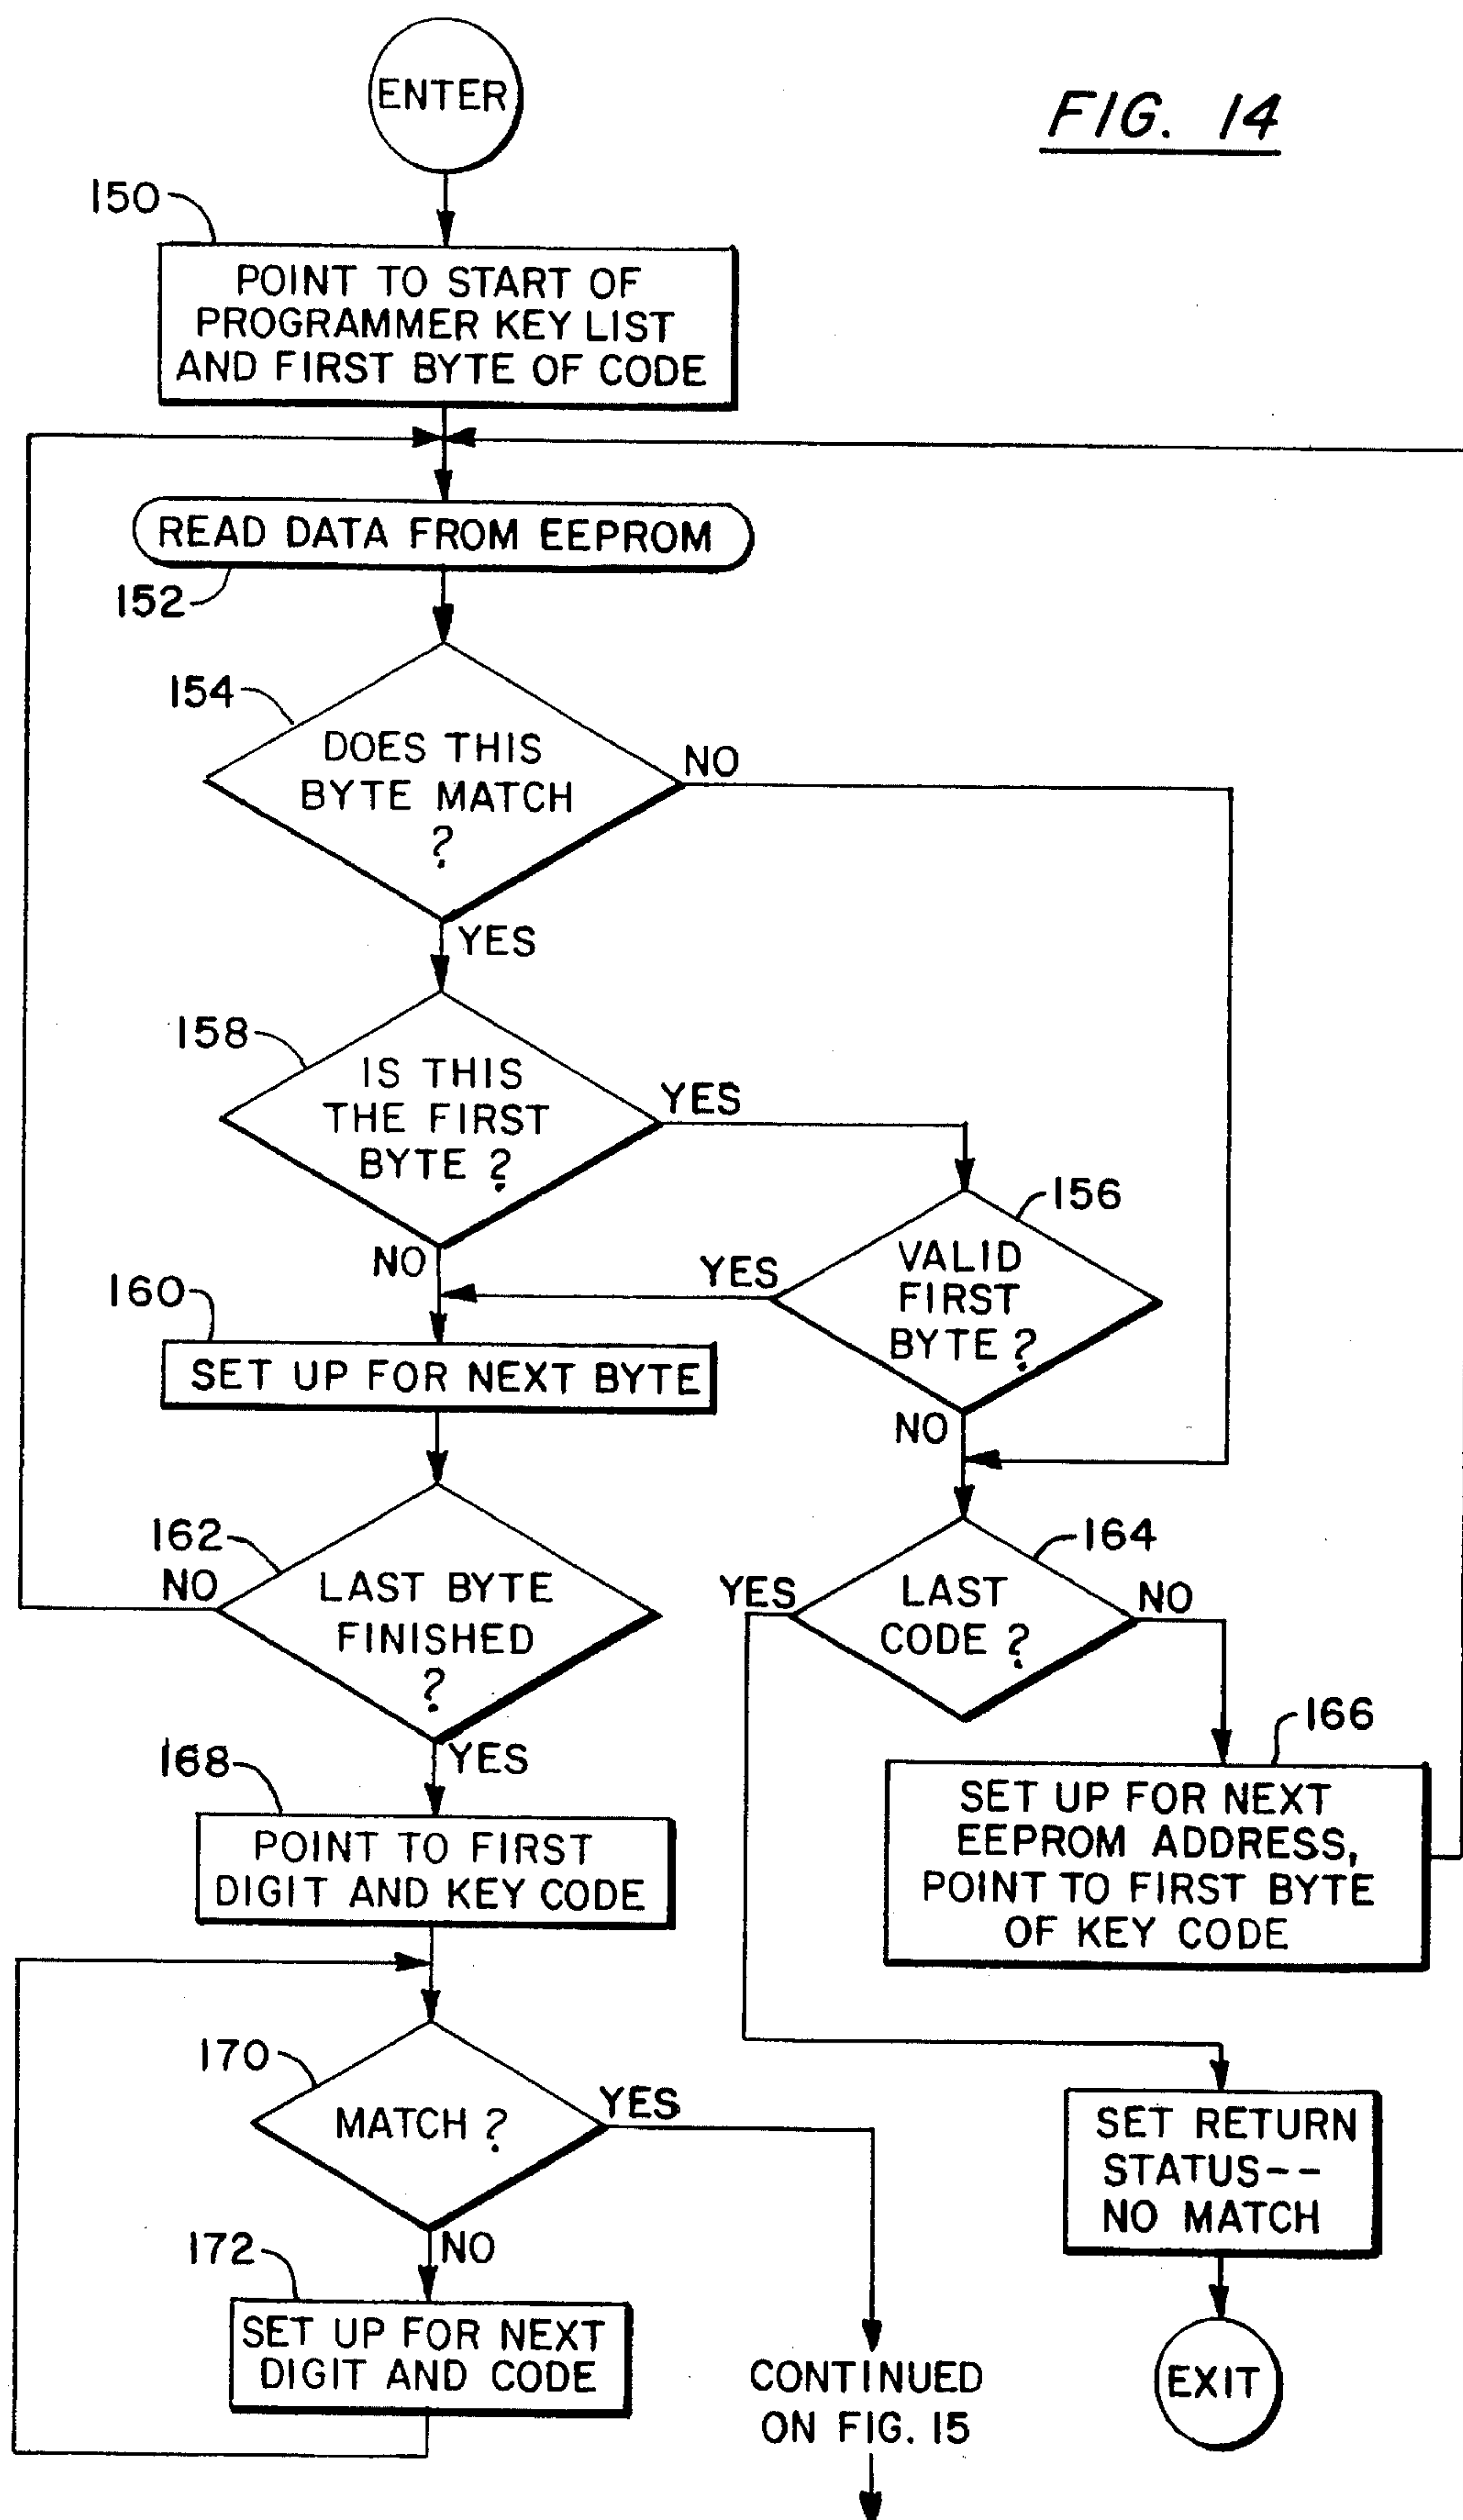 ENTER
FIG. 14
150
POINT TO START OF
PROGRAMMER KEY LIST
AND FIRST BYTE OF CODE
READ DATA FROM EEPROM
152
154
DOES THIS
BYTE MATCH
?
NO
YES
158
IS THIS
THE FIRST
BYTE ?
YES
NO
156
VALID
FIRST
BYTE ?
YES
NO
160
SET UP FOR NEXT BYTE
162
NO
LAST BYTE
FINISHED
?
YES
164
YES
LAST
CODE ?
NO
166
SET UP FOR NEXT
EEPROM ADDRESS,
POINT TO FIRST BYTE
OF KEY CODE
168
POINT TO FIRST
DIGIT AND KEY CODE
170
MATCH ?
YES
NO
SET RETURN
STATUS--
NO MATCH
172
SET UP FOR NEXT
DIGIT AND CODE
CONTINUED
ON FIG. 15
EXIT